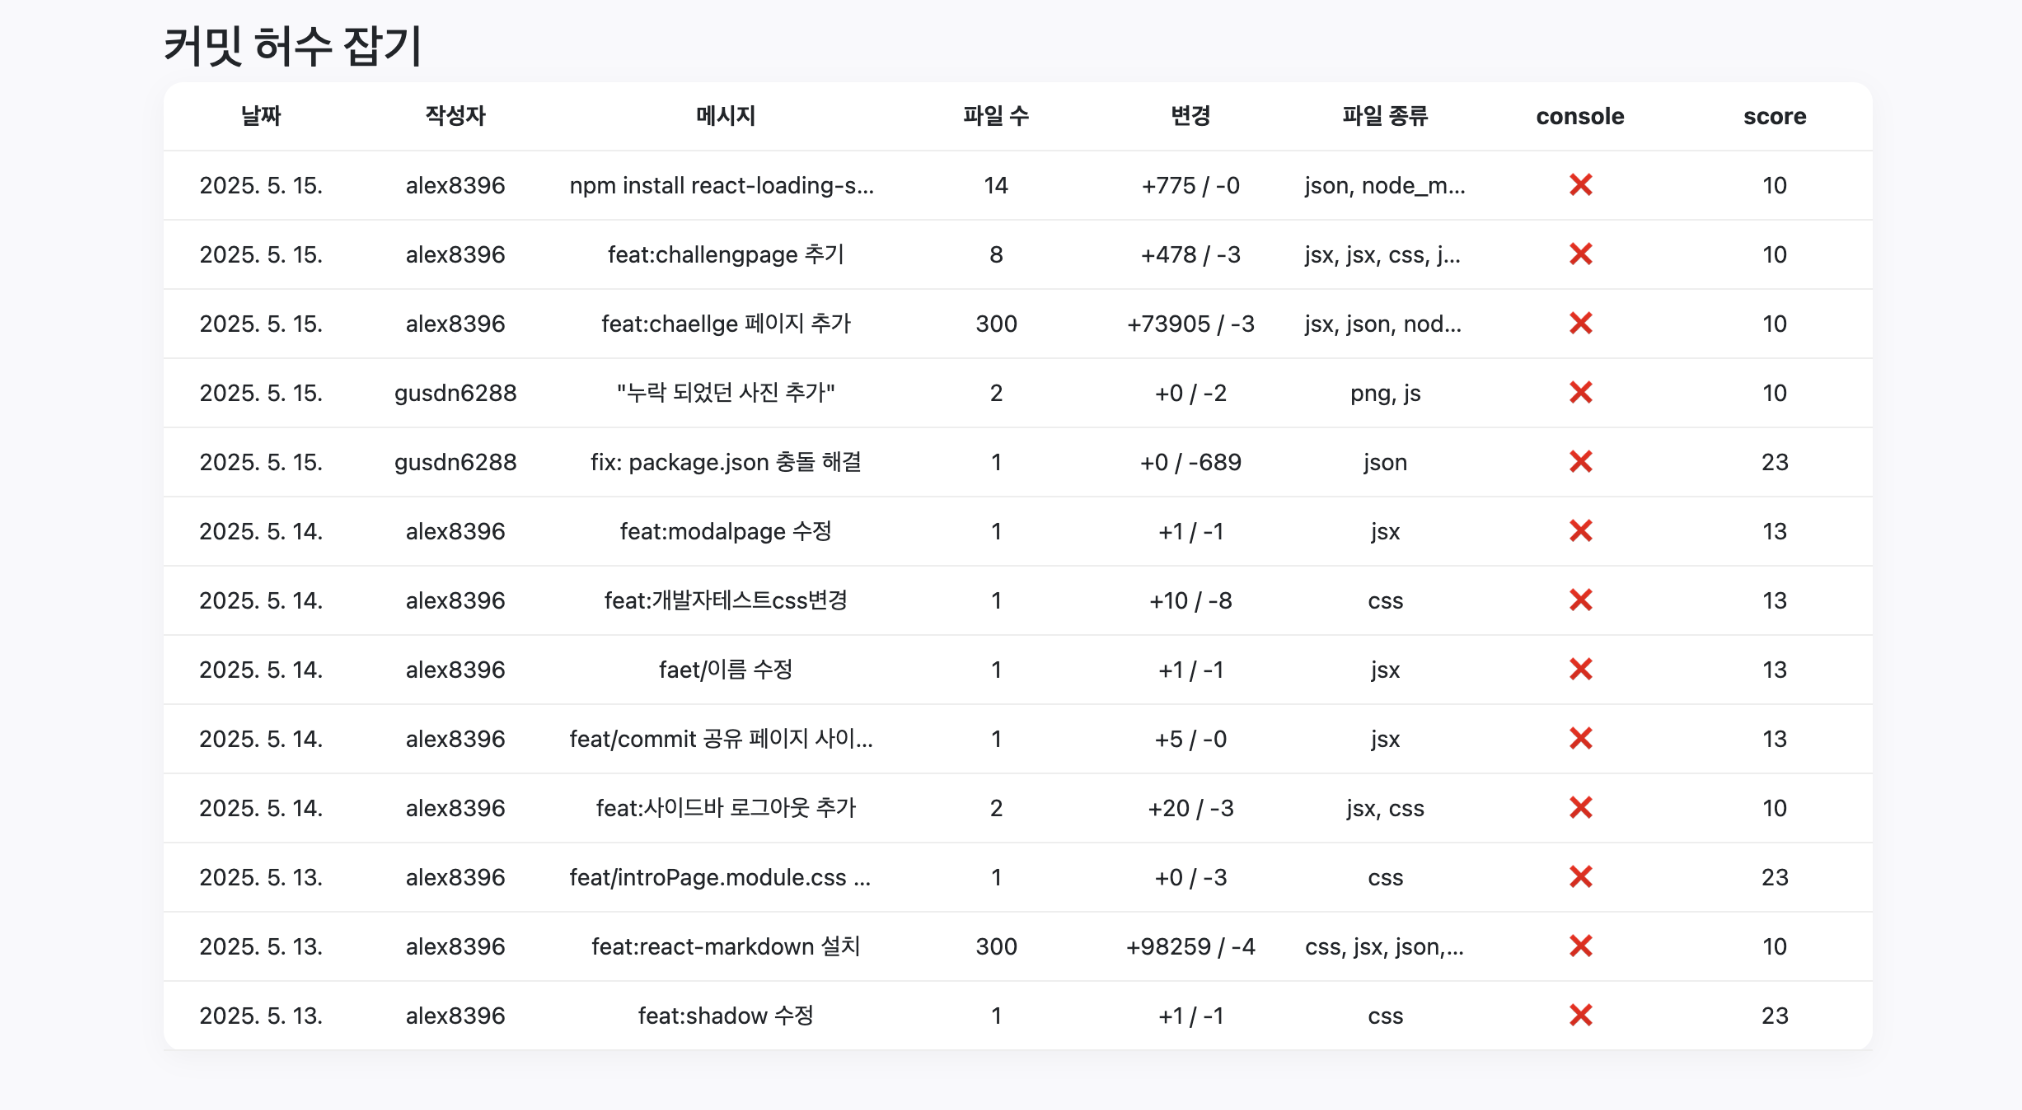 커밋 허수 잡기
날짜 작성자 메시지 파일 수 변경 파일 종류 console score
2025. 5. 15. alex8396 npm install react-loading-s... 14 +775 / -0 json, node_m... ❌ 10
2025. 5. 15. alex8396 feat:challengpage 추기 8 +478 / -3 jsx, jsx, css, j... ❌ 10
2025. 5. 15. alex8396 feat:chaellge 페이지 추가 300 +73905 / -3 jsx, json, nod... ❌ 10
2025. 5. 15. gusdn6288 "누락 되었던 사진 추가" 2 +0 / -2 png, js ❌ 10
2025. 5. 15. gusdn6288 fix: package.json 충돌 해결 1 +0 / -689 json ❌ 23
2025. 5. 14. alex8396 feat:modalpage 수정 1 +1 / -1 jsx ❌ 13
2025. 5. 14. alex8396 feat:개발자테스트css변경 1 +10 / -8 css ❌ 13
2025. 5. 14. alex8396 faet/이름 수정 1 +1 / -1 jsx ❌ 13
2025. 5. 14. alex8396 feat/commit 공유 페이지 사이... 1 +5 / -0 jsx ❌ 13
2025. 5. 14. alex8396 feat:사이드바 로그아웃 추가 2 +20 / -3 jsx, css ❌ 10
2025. 5. 13. alex8396 feat/introPage.module.css ... 1 +0 / -3 css ❌ 23
2025. 5. 13. alex8396 feat:react-markdown 설치 300 +98259 / -4 css, jsx, json,... ❌ 10
2025. 5. 13. alex8396 feat:shadow 수정 1 +1 / -1 css ❌ 23